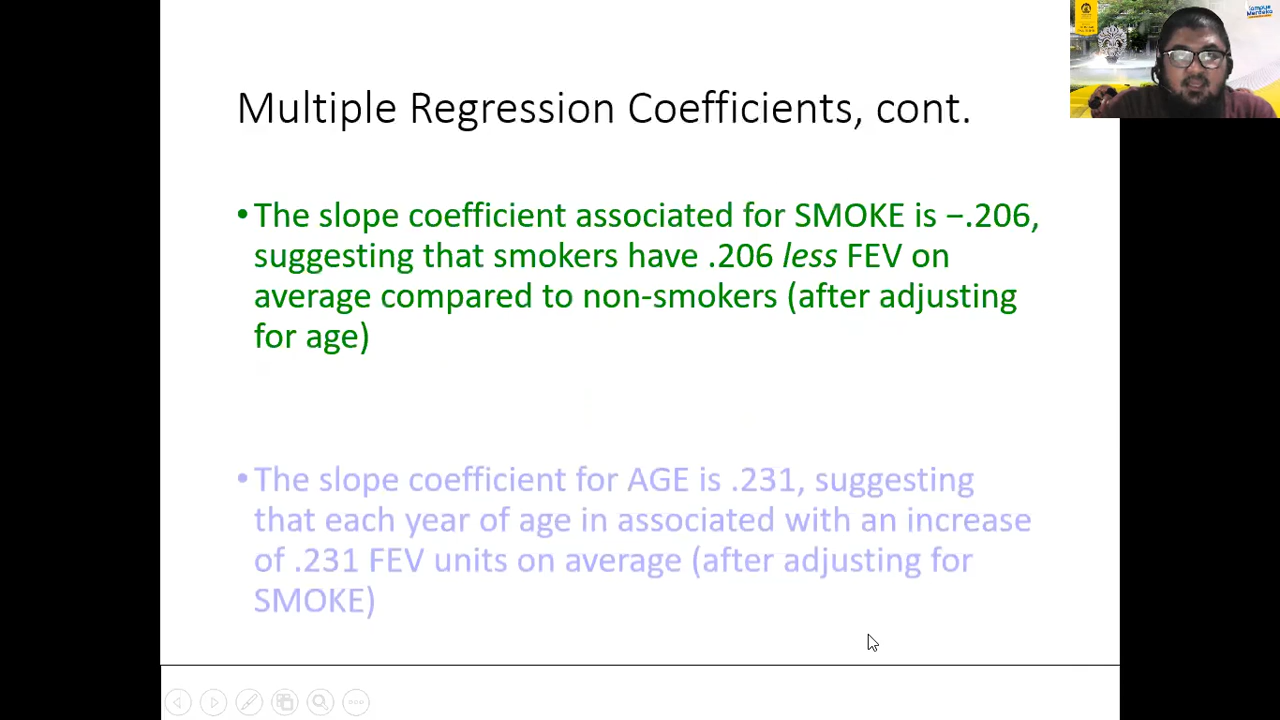 Multiple Regression Coefficients, cont.
•The slope coefficient associated for SMOKE is −.206,
suggesting that smokers have .206 less FEV on
average compared to non-smokers (after adjusting
for age)
•The slope coefficient for AGE is .231, suggesting
that each year of age in associated with an increase
of .231 FEV units on average (after adjusting for
SMOKE)